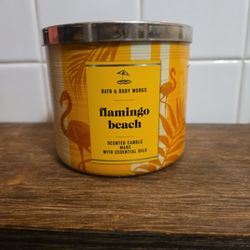 BATH & BODY WORKS
flamingo
beach
SCENTED CANDLE
MADE
WITH ESSENTIAL OILS